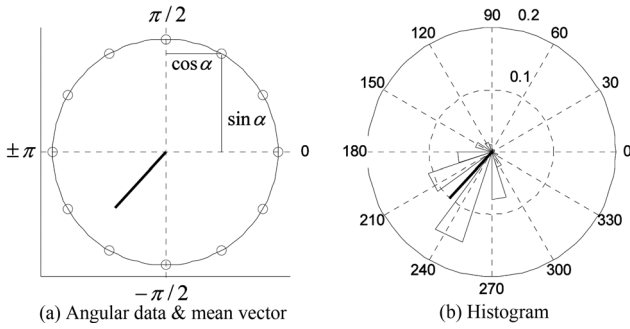 π/2
cos α
sin α
± π
0
−π/2
(a) Angular data & mean vector
90
0.2
120
60
0.1
150
30
180
0
210
330
240
300
270
(b) Histogram